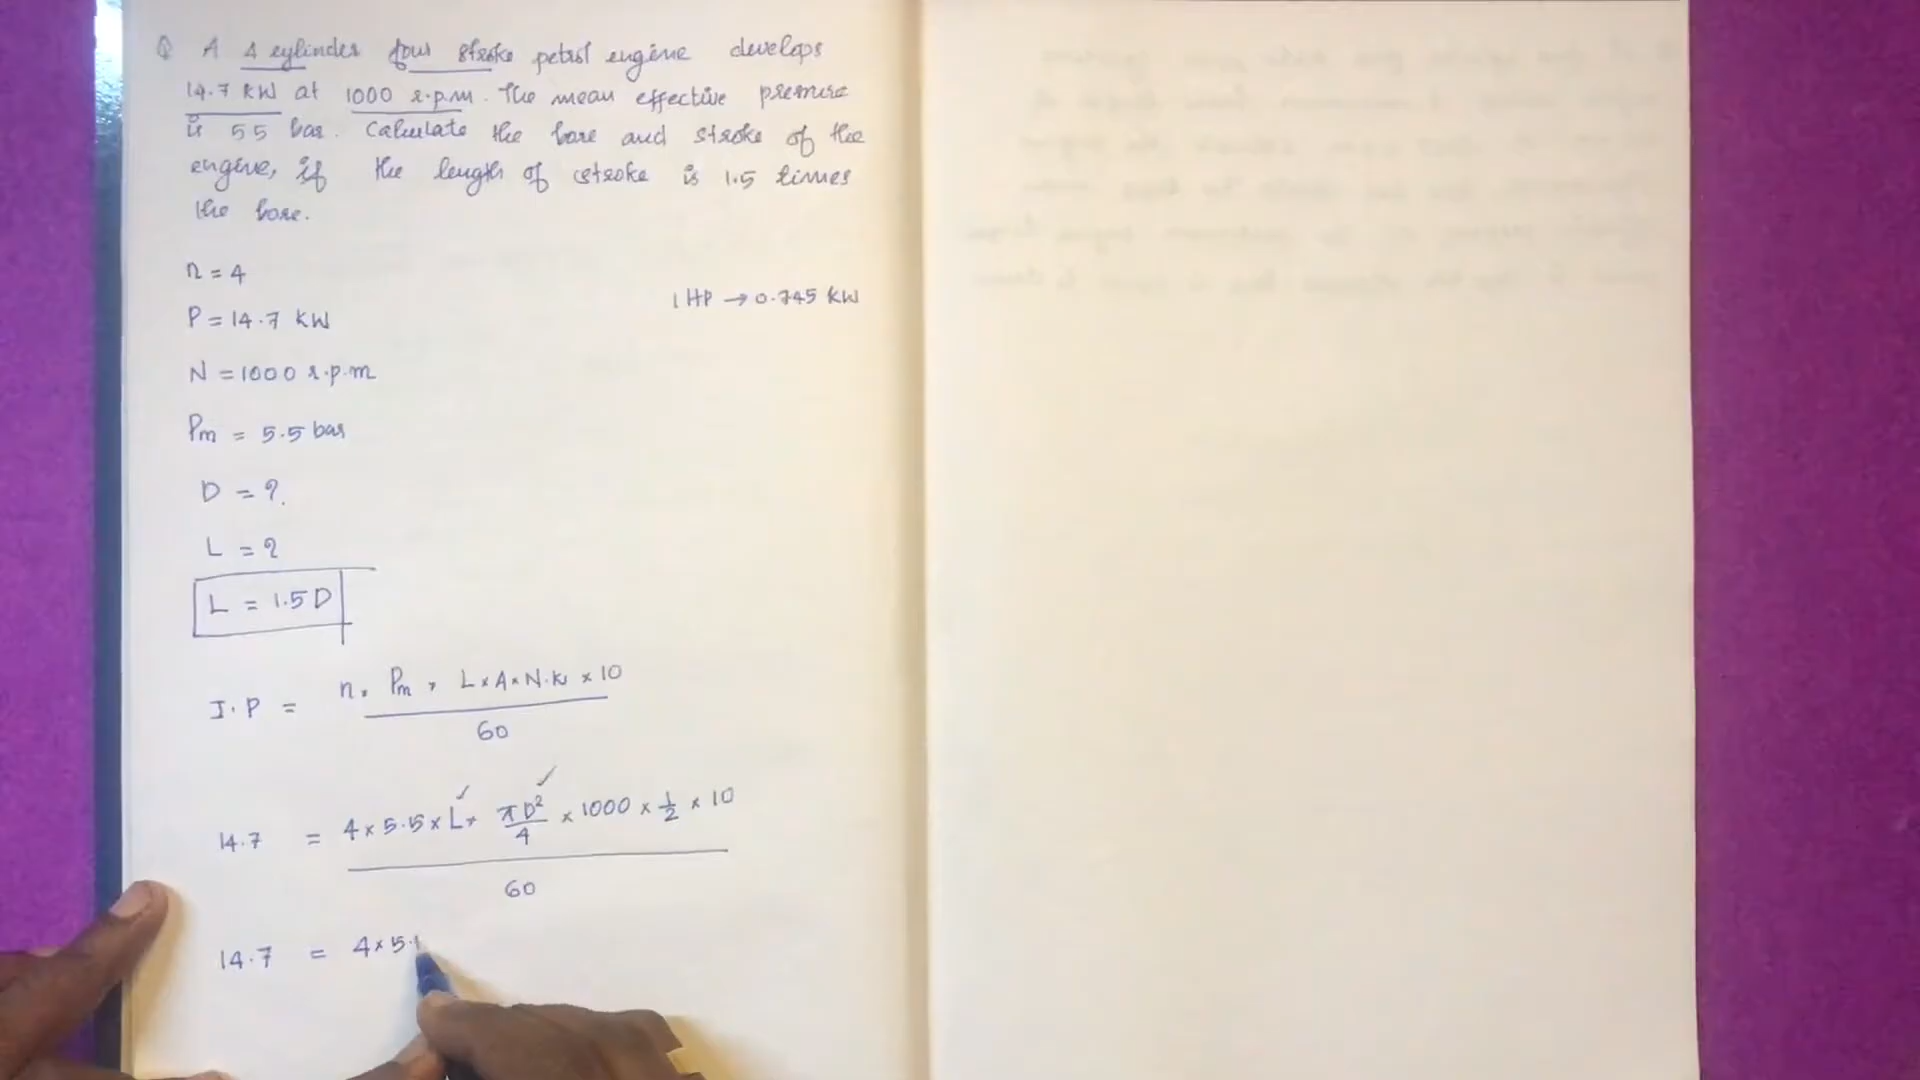 Q A 4 cylinder four stroke petrol engine develops
14.7 KW at 1000 r.p.m. The mean effective pressure
is 55 bar. Calculate the bore and stroke of the
engine, if the length of stroke is 1.5 times
the bore.
n = 4
1 HP → 0.745 KW
P = 14.7 KW
N = 1000 r.p.m
Pm = 5.5 bar
D = ?
L = ?
L = 1.5 D
I.P = n × Pm × L × A × N.K × 10
60
14.7 = 4 × 5.5 × L × πD²/4 × 1000 × 1/2 × 10
60
14.7 = 4 × 5.